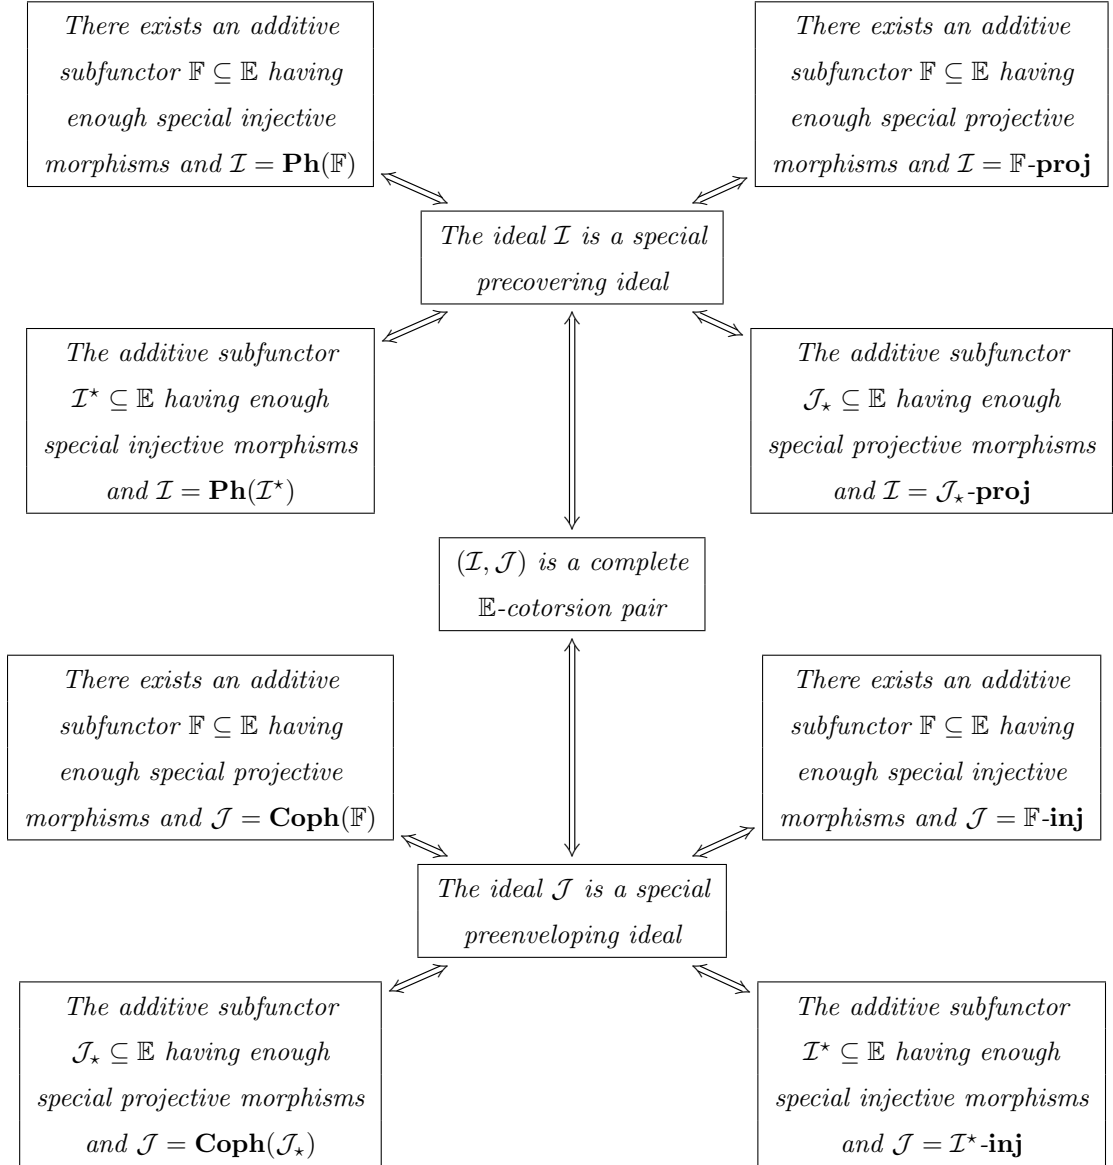 There exists an additive
subfunctor 𝔽 ⊆ 𝔼 having
enough special injective
morphisms and ℐ = Ph(𝔽)
There exists an additive
subfunctor 𝔽 ⊆ 𝔼 having
enough special projective
morphisms and ℐ = 𝔽-proj
The ideal ℐ is a special
precovering ideal
The additive subfunctor
ℐ⋆ ⊆ 𝔼 having enough
special injective morphisms
and ℐ = Ph(ℐ⋆)
The additive subfunctor
𝒥⋆ ⊆ 𝔼 having enough
special projective morphisms
and ℐ = 𝒥⋆-proj
(ℐ, 𝒥) is a complete
𝔼-cotorsion pair
There exists an additive
subfunctor 𝔽 ⊆ 𝔼 having
enough special projective
morphisms and 𝒥 = Coph(𝔽)
There exists an additive
subfunctor 𝔽 ⊆ 𝔼 having
enough special injective
morphisms and 𝒥 = 𝔽-inj
The ideal 𝒥 is a special
preenveloping ideal
The additive subfunctor
𝒥⋆ ⊆ 𝔼 having enough
special projective morphisms
and 𝒥 = Coph(𝒥⋆)
The additive subfunctor
ℐ⋆ ⊆ 𝔼 having enough
special injective morphisms
and 𝒥 = ℐ⋆-inj